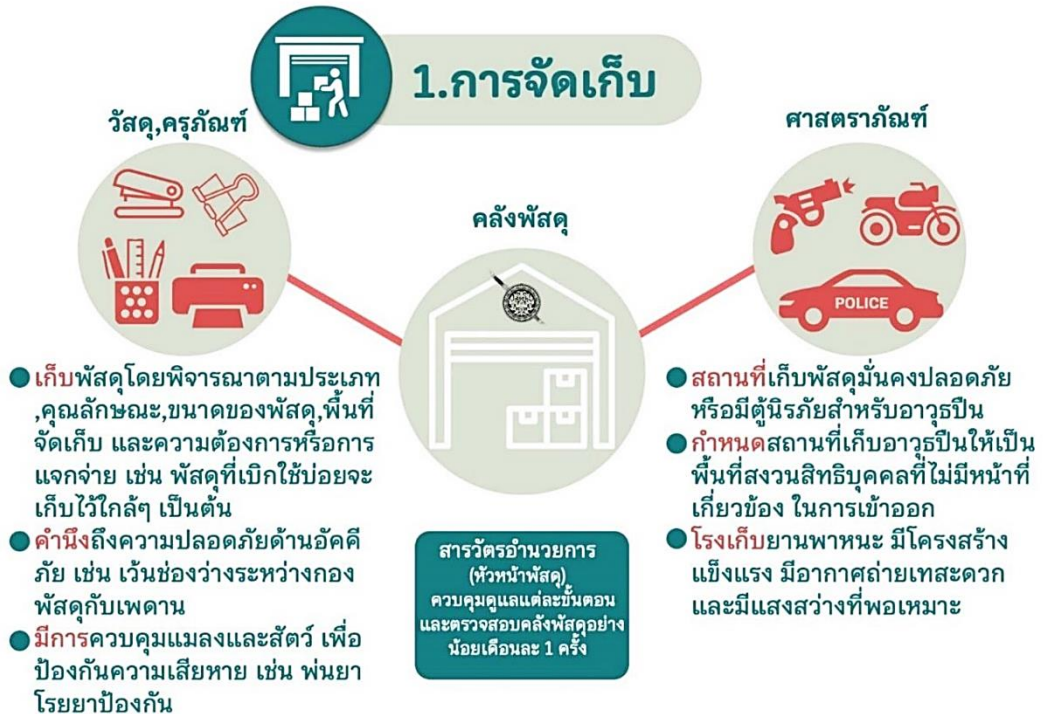 1.การจัดเก็บ
วัสดุ,ครุภัณฑ์
ศาสตราภัณฑ์
คลังพัสดุ
POLICE
เก็บพัสดุโดยพิจารณาตามประเภท
,คุณลักษณะ,ขนาดของพัสดุ,พื้นที่
จัดเก็บ และความต้องการหรือการ
แจกจ่าย เช่น พัสดุที่เบิกใช้บ่อยจะ
เก็บไว้ใกล้ๆ เป็นต้น
คำนึงถึงความปลอดภัยด้านอัคคี
ภัย เช่น เว้นช่องว่างระหว่างกอง
พัสดุกับเพดาน
มีการควบคุมแมลงและสัตว์ เพื่อ
ป้องกันความเสียหาย เช่น พ่นยา
โรยยาป้องกัน
สารวัตรอำนวยการ
(หัวหน้าพัสดุ)
ควบคุมดูแลแต่ละขั้นตอน
และตรวจสอบคลังพัสดุอย่าง
น้อยเดือนละ 1 ครั้ง
สถานที่เก็บพัสดุมั่นคงปลอดภัย
หรือมีตู้นิรภัยสำหรับอาวุธปืน
กำหนดสถานที่เก็บอาวุธปืนให้เป็น
พื้นที่สงวนสิทธิบุคคลที่ไม่มีหน้าที่
เกี่ยวข้อง ในการเข้าออก
โรงเก็บยานพาหนะ มีโครงสร้าง
แข็งแรง มีอากาศถ่ายเทสะดวก
และมีแสงสว่างที่พอเหมาะ